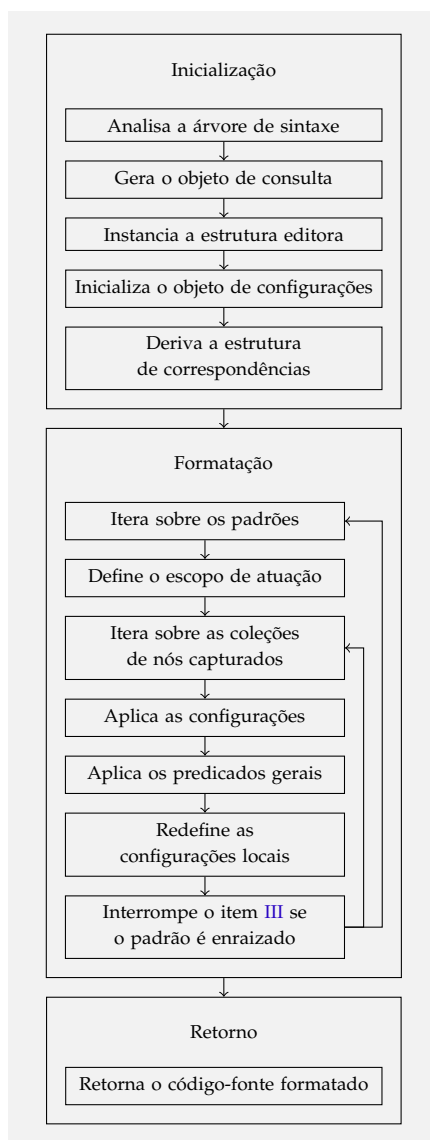 Inicialização
Analisa a árvore de sintaxe
Gera o objeto de consulta
Instancia a estrutura editora
Inicializa o objeto de configurações
Deriva a estrutura
de correspondências
Formatação
Itera sobre os padrões
Define o escopo de atuação
Itera sobre as coleções
de nós capturados
Aplica as configurações
Aplica os predicados gerais
Redefine as
configurações locais
Interrompe o item III se
o padrão é enraizado
Retorno
Retorna o código-fonte formatado